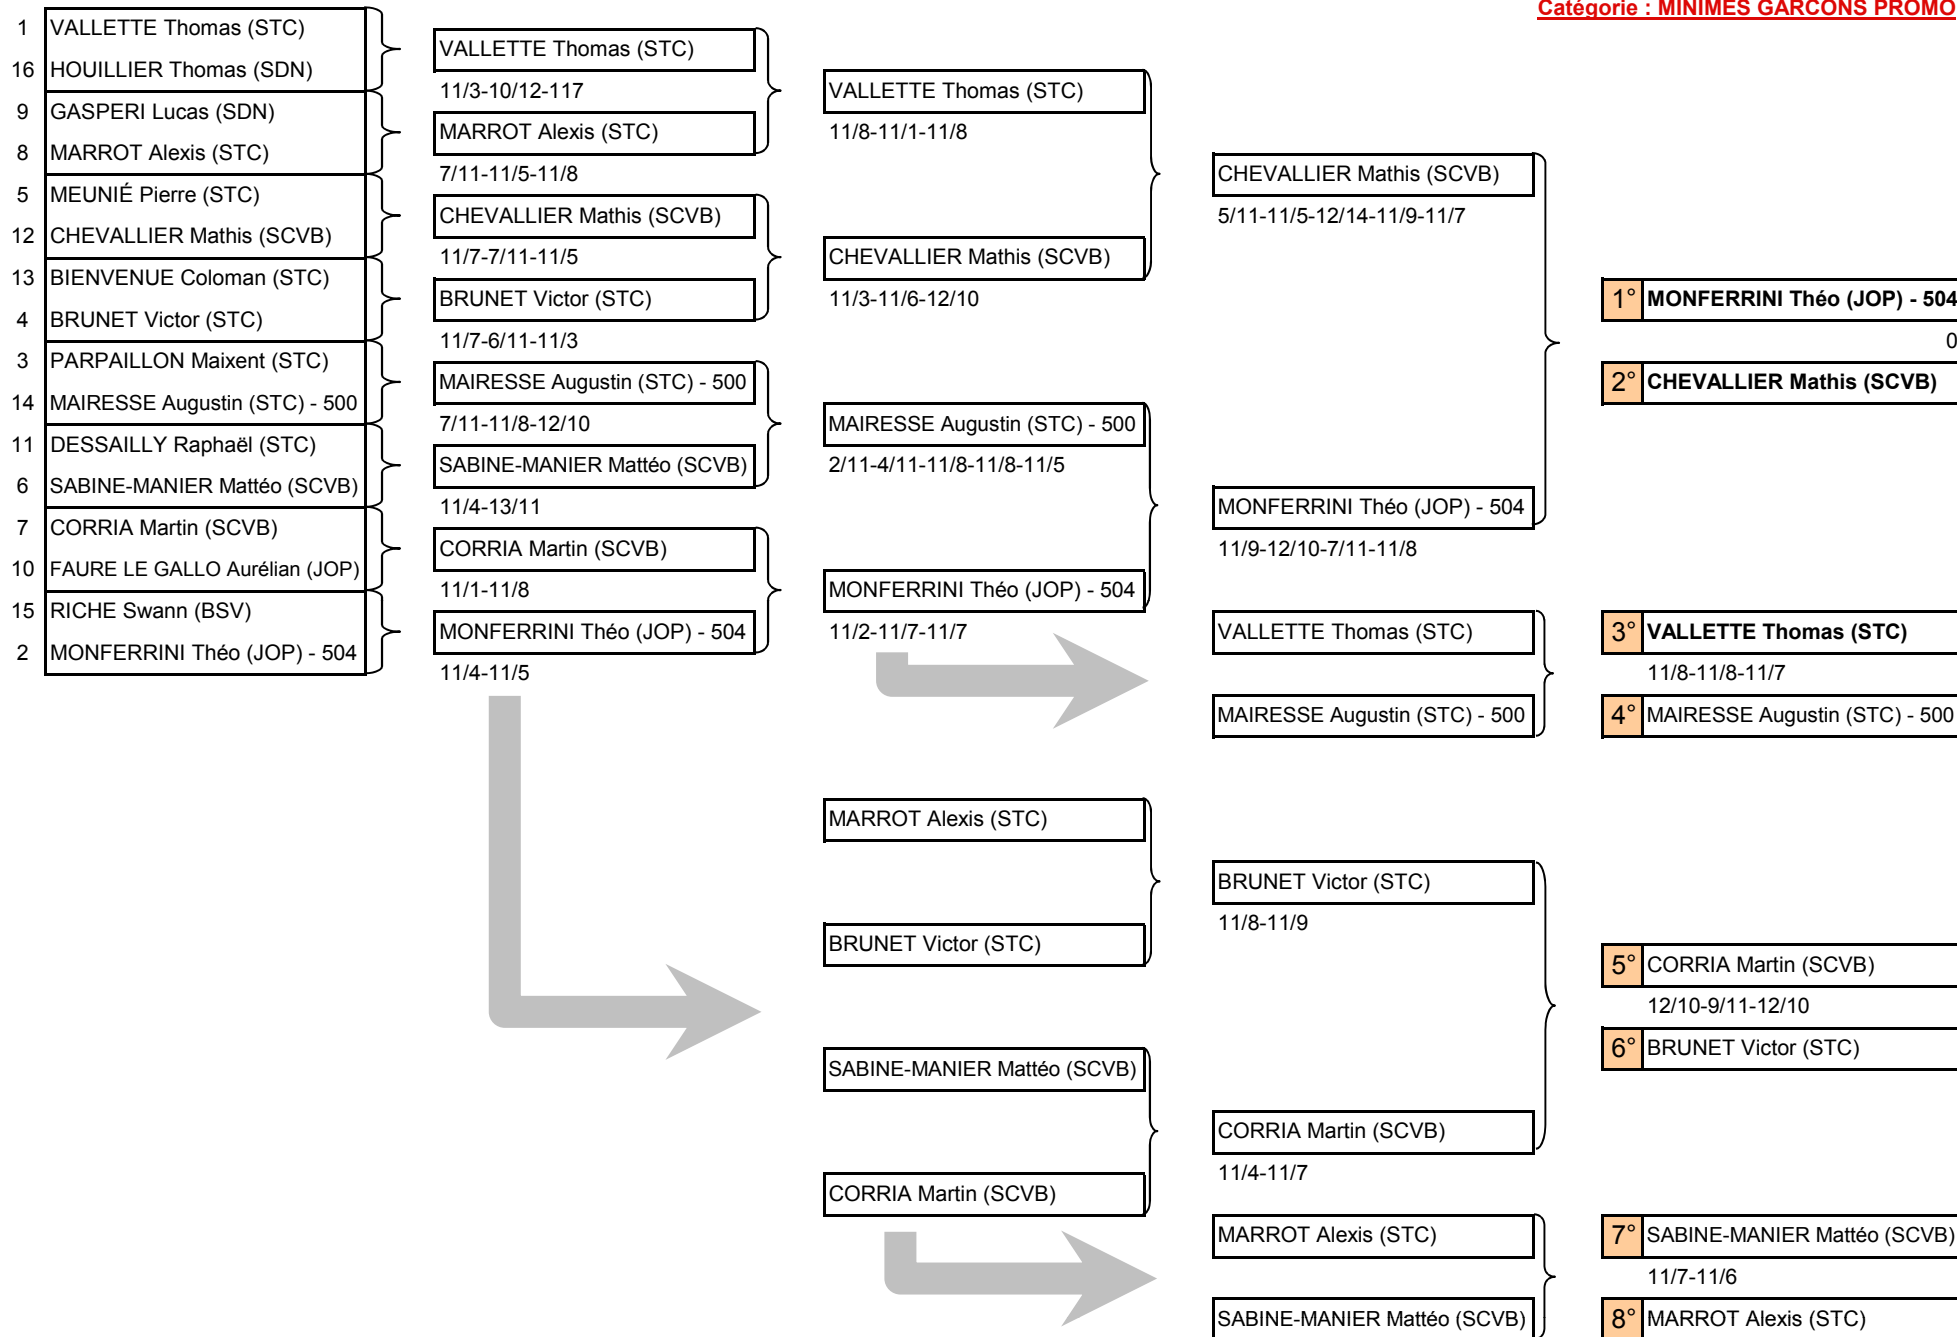 Catégorie : MINIMES GARCONS PROMO
1 VALLETTE Thomas (STC)
16 HOUILLIER Thomas (SDN)
9 GASPERI Lucas (SDN)
8 MARROT Alexis (STC)
5 MEUNIÉ Pierre (STC)
12 CHEVALLIER Mathis (SCVB)
13 BIENVENUE Coloman (STC)
4 BRUNET Victor (STC)
3 PARPAILLON Maixent (STC)
14 MAIRESSE Augustin (STC) - 500
11 DESSAILLY Raphaël (STC)
6 SABINE-MANIER Mattéo (SCVB)
7 CORRIA Martin (SCVB)
10 FAURE LE GALLO Aurélian (JOP)
15 RICHE Swann (BSV)
2 MONFERRINI Théo (JOP) - 504
VALLETTE Thomas (STC)
11/3-10/12-117
MARROT Alexis (STC)
7/11-11/5-11/8
CHEVALLIER Mathis (SCVB)
11/7-7/11-11/5
BRUNET Victor (STC)
11/7-6/11-11/3
MAIRESSE Augustin (STC) - 500
7/11-11/8-12/10
SABINE-MANIER Mattéo (SCVB)
11/4-13/11
CORRIA Martin (SCVB)
11/1-11/8
MONFERRINI Théo (JOP) - 504
11/4-11/5
VALLETTE Thomas (STC)
11/8-11/1-11/8
CHEVALLIER Mathis (SCVB)
11/3-11/6-12/10
MAIRESSE Augustin (STC) - 500
2/11-4/11-11/8-11/8-11/5
MONFERRINI Théo (JOP) - 504
11/2-11/7-11/7
MARROT Alexis (STC)
BRUNET Victor (STC)
SABINE-MANIER Mattéo (SCVB)
CORRIA Martin (SCVB)
CHEVALLIER Mathis (SCVB)
5/11-11/5-12/14-11/9-11/7
MONFERRINI Théo (JOP) - 504
11/9-12/10-7/11-11/8
VALLETTE Thomas (STC)
MAIRESSE Augustin (STC) - 500
BRUNET Victor (STC)
11/8-11/9
CORRIA Martin (SCVB)
11/4-11/7
MARROT Alexis (STC)
SABINE-MANIER Mattéo (SCVB)
1° MONFERRINI Théo (JOP) - 504
0
2° CHEVALLIER Mathis (SCVB)
3° VALLETTE Thomas (STC)
11/8-11/8-11/7
4° MAIRESSE Augustin (STC) - 500
5° CORRIA Martin (SCVB)
12/10-9/11-12/10
6° BRUNET Victor (STC)
7° SABINE-MANIER Mattéo (SCVB)
11/7-11/6
8° MARROT Alexis (STC)